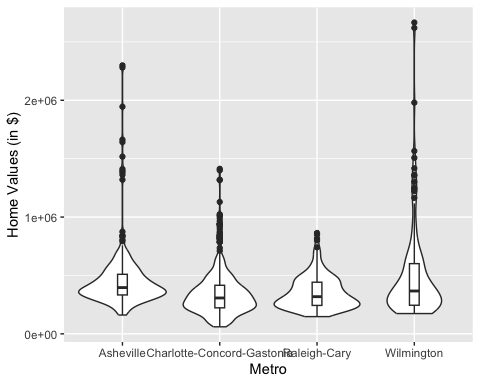 Home Values (in $)
2e+06
1e+06
0e+00
Asheville Charlotte-Concord-Gastonia Raleigh-Cary Wilmington
Metro